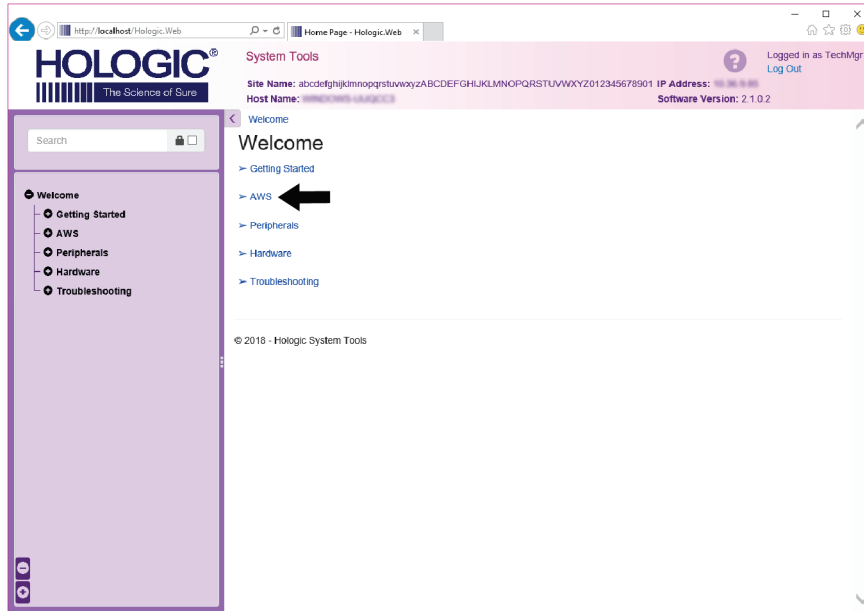 http://localhost/Hologic.Web
Home Page - Hologic.Web
HOLOGIC®
The Science of Sure
System Tools
Logged in as TechMgr
Log Out
Site Name: abcdefghijklmnopqrstuvwxyzABCDEFGHIJKLMNOPQRSTUVWXYZ012345678901 IP Address:
Host Name:
Software Version: 2.1.0.2
Search
Welcome
Getting Started
AWS
Peripherals
Hardware
Troubleshooting
Welcome
Welcome
➢ Getting Started
➢ AWS
➢ Peripherals
➢ Hardware
➢ Troubleshooting
© 2018 - Hologic System Tools